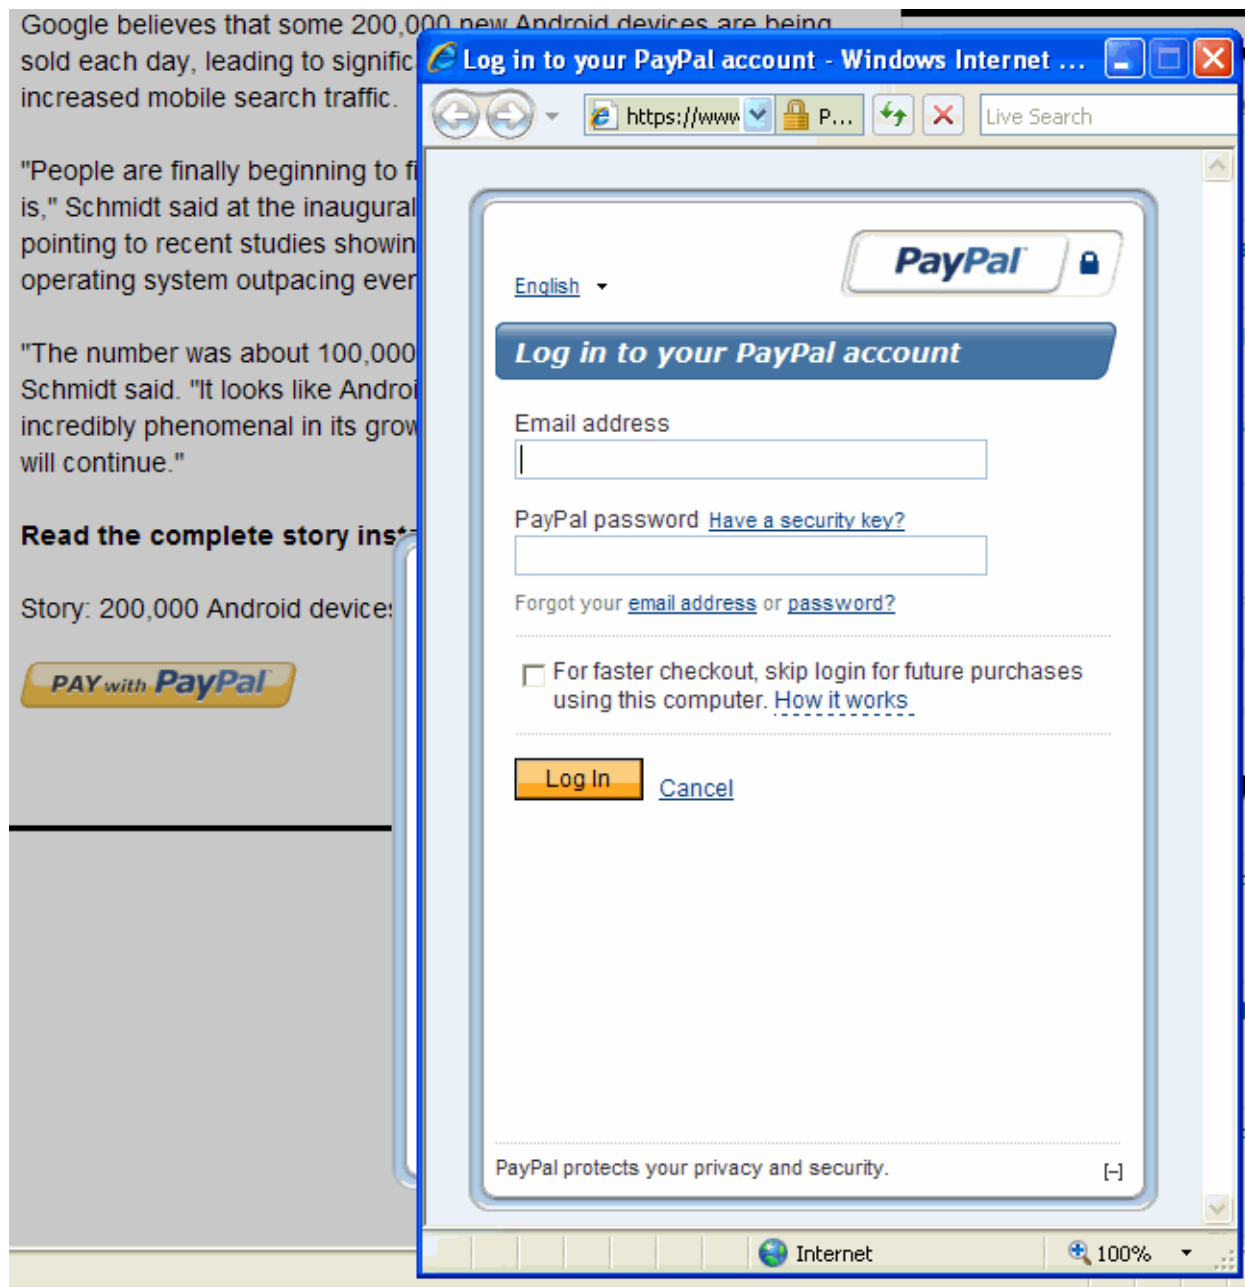 Google believes that some 200,000 new Android devices are being
sold each day, leading to signific
increased mobile search traffic.
"People are finally beginning to fi
is," Schmidt said at the inaugural
pointing to recent studies showin
operating system outpacing ever
"The number was about 100,000
Schmidt said. "It looks like Androi
incredibly phenomenal in its grow
will continue."
Read the complete story insta
Story: 200,000 Android devices
PAY with PayPal
Log in to your PayPal account - Windows Internet ...
https://www
P...
Live Search
English
PayPal
Log in to your PayPal account
Email address
PayPal password Have a security key?
Forgot your email address or password?
For faster checkout, skip login for future purchases
using this computer. How it works
Log In
Cancel
PayPal protects your privacy and security.
[–]
Internet
100%